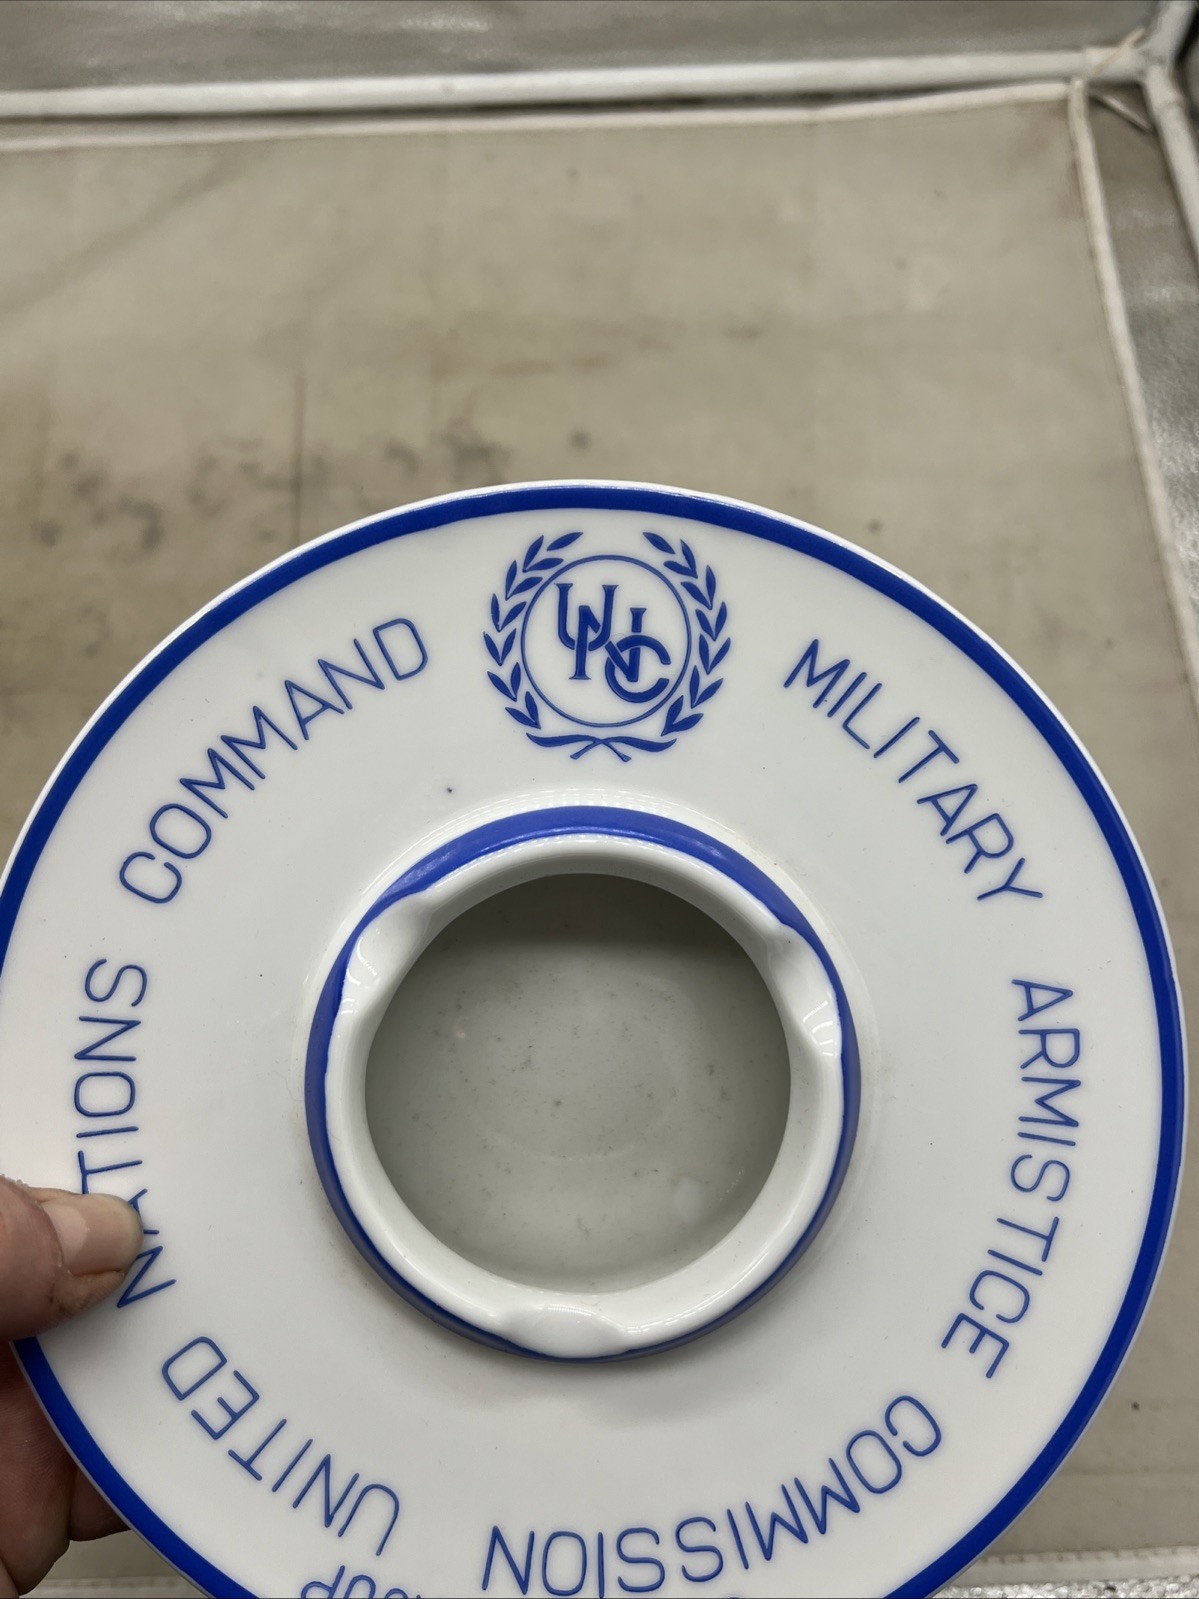 UNC
UNITED NATIONS COMMAND
MILITARY ARMISTICE COMMISSION